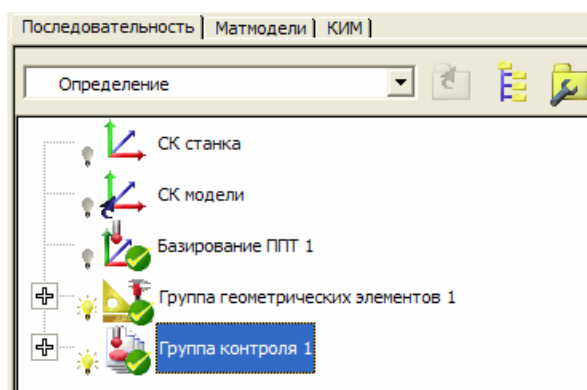 Последовательность Матмодели КИМ
Определение
СК станка
СК модели
Базирование ППТ 1
Группа геометрических элементов 1
Группа контроля 1